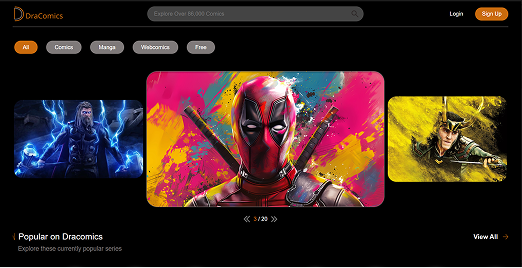 DraComics
Explore Over 90,000 Comics
Login
Sign Up
All
Comics
Manga
Webcomics
Free
3 / 20
Popular on Dracomics
View All
Explore these currently popular series